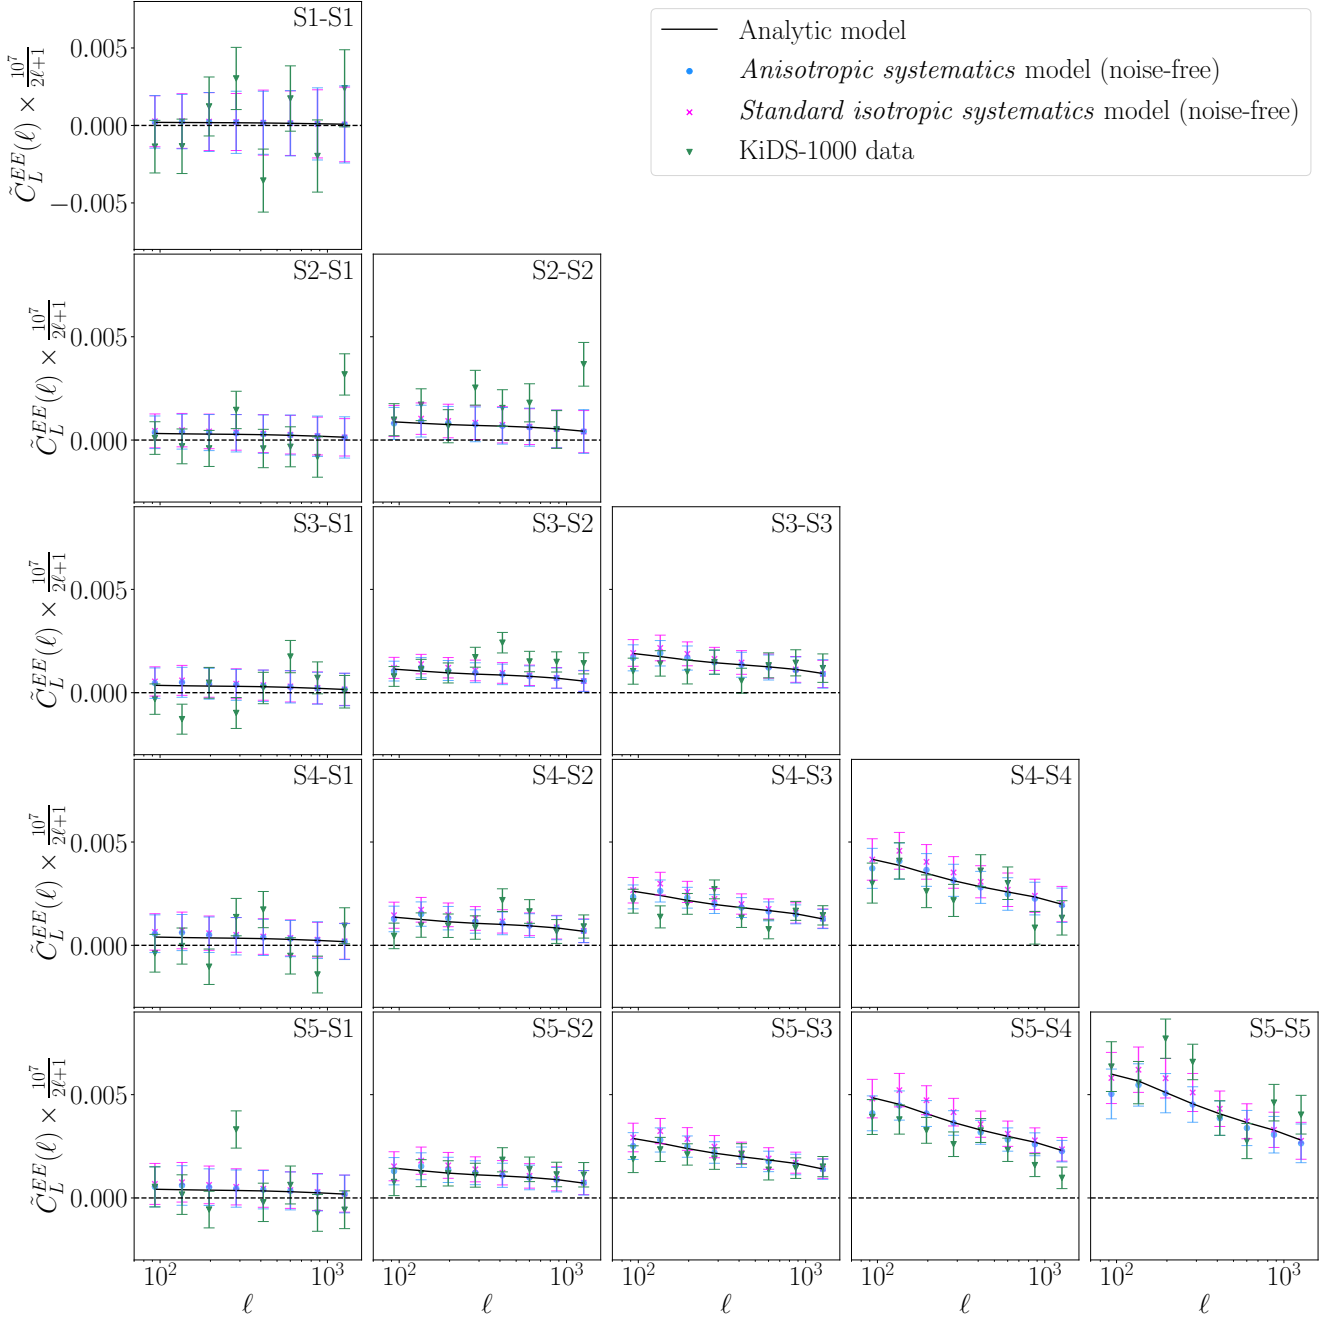 S1-S1
Analytic model
Anisotropic systematics model (noise-free)
Standard isotropic systematics model (noise-free)
KiDS-1000 data
0.005
0.000
−0.005
C̃_L^{EE}(ℓ) × 10^7/(2ℓ+1)
S2-S1 S2-S2
0.005
0.000
C̃_L^{EE}(ℓ) × 10^7/(2ℓ+1)
S3-S1 S3-S2 S3-S3
0.005
0.000
C̃_L^{EE}(ℓ) × 10^7/(2ℓ+1)
S4-S1 S4-S2 S4-S3 S4-S4
0.005
0.000
C̃_L^{EE}(ℓ) × 10^7/(2ℓ+1)
S5-S1 S5-S2 S5-S3 S5-S4 S5-S5
0.005
0.000
C̃_L^{EE}(ℓ) × 10^7/(2ℓ+1)
10^2 10^3 10^2 10^3 10^2 10^3 10^2 10^3 10^2 10^3
ℓ ℓ ℓ ℓ ℓ